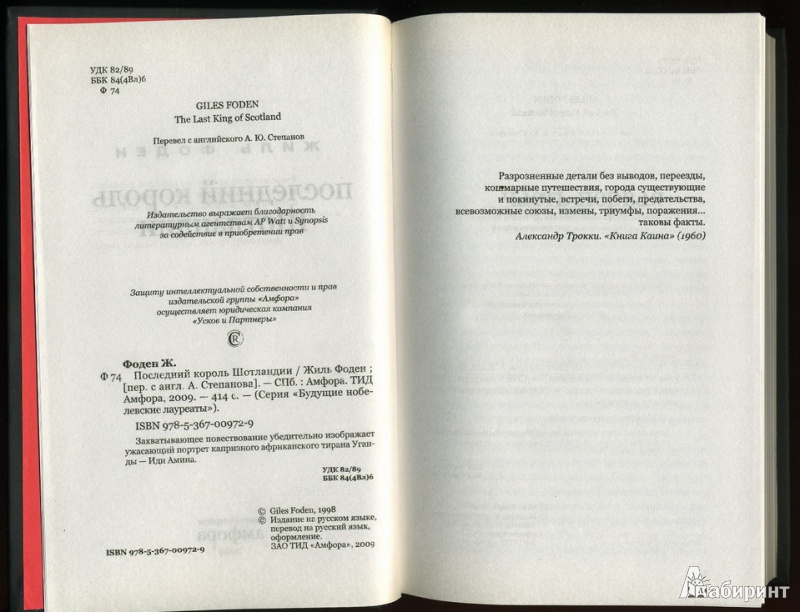 УДК 82/89
ББК 84(4Вл)6
Ф 74
GILES FODEN
The Last King of Scotland
Перевел с английского А. Ю. Степанов
Издательство выражает благодарность
литературным агентствам AP Watt и Synopsis
за содействие в приобретении прав
Защиту интеллектуальной собственности и прав
издательской группы «Амфора»
осуществляет юридическая компания
«Усков и Партнеры»
Фоден Ж.
Ф 74 Последний король Шотландии / Жиль Фоден ;
[пер. с англ. А. Степанова]. — СПб. : Амфора. ТИД
Амфора, 2009. — 414 с. — (Серия «Будущие нобе-
левские лауреаты»).
ISBN 978-5-367-00972-9
Захватывающее повествование убедительно изображает
ужасающий портрет капризного африканского тирана Уган-
ды — Иди Амина.
УДК 82/89
ББК 84(4Вл)6
© Giles Foden, 1998
© Издание на русском языке,
перевод на русский язык,
оформление.
ЗАО ТИД «Амфора», 2009
ISBN 978-5-367-00972-9
Разрозненные детали без выводов, переезды,
кошмарные путешествия, города существующие
и покинутые, встречи, побеги, предательства,
всевозможные союзы, измены, триумфы, поражения...
таковы факты.
Александр Трокки. «Книга Каина» (1960)
Лабиринт